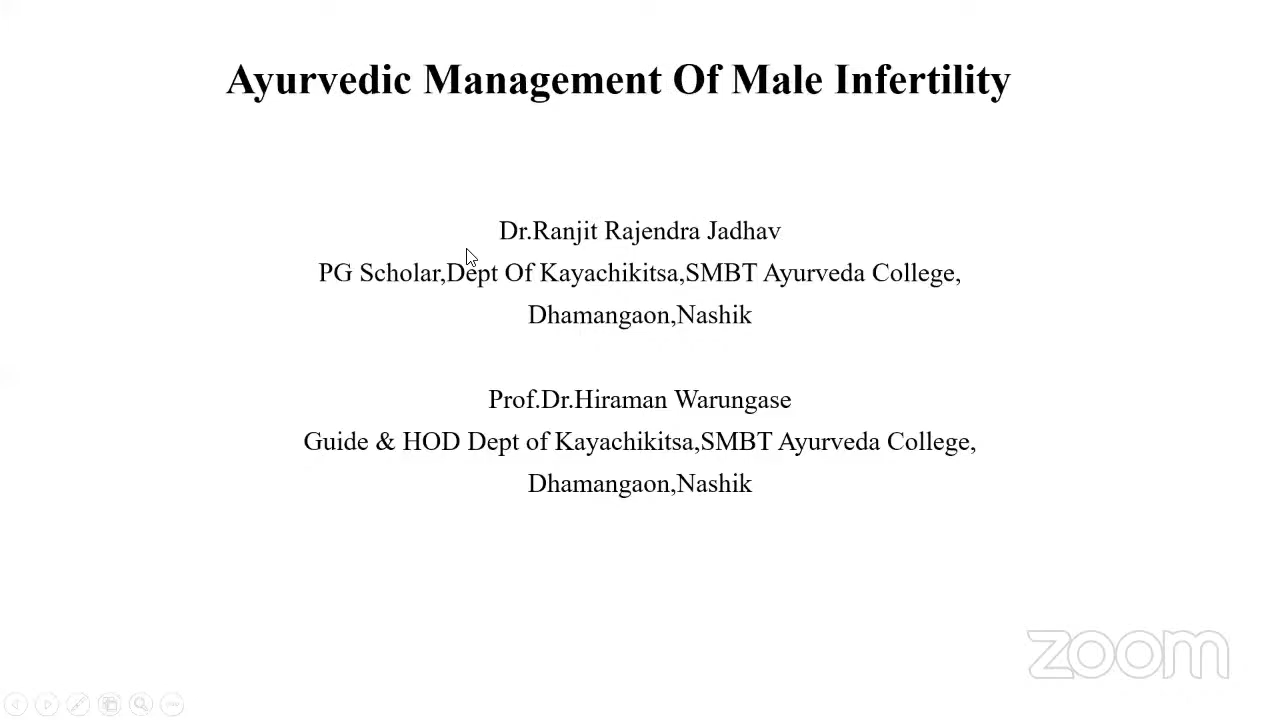 Ayurvedic Management Of Male Infertility
Dr.Ranjit Rajendra Jadhav
PG Scholar,Dept Of Kayachikitsa,SMBT Ayurveda College,
Dhamangaon,Nashik
Prof.Dr.Hiraman Warungase
Guide & HOD Dept of Kayachikitsa,SMBT Ayurveda College,
Dhamangaon,Nashik
zoom